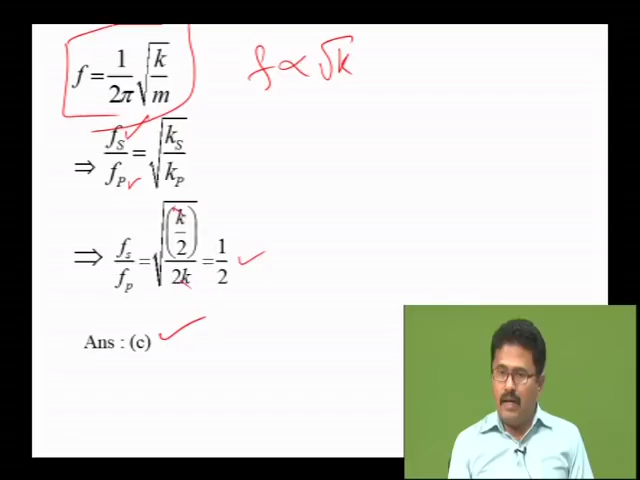 f = 1/2π √(k/m)
f ∝ √k
⇒ f_S/f_P = √(k_S/k_P)
⇒ f_s/f_p = √((k/2)/2k) = 1/2
Ans : (c)